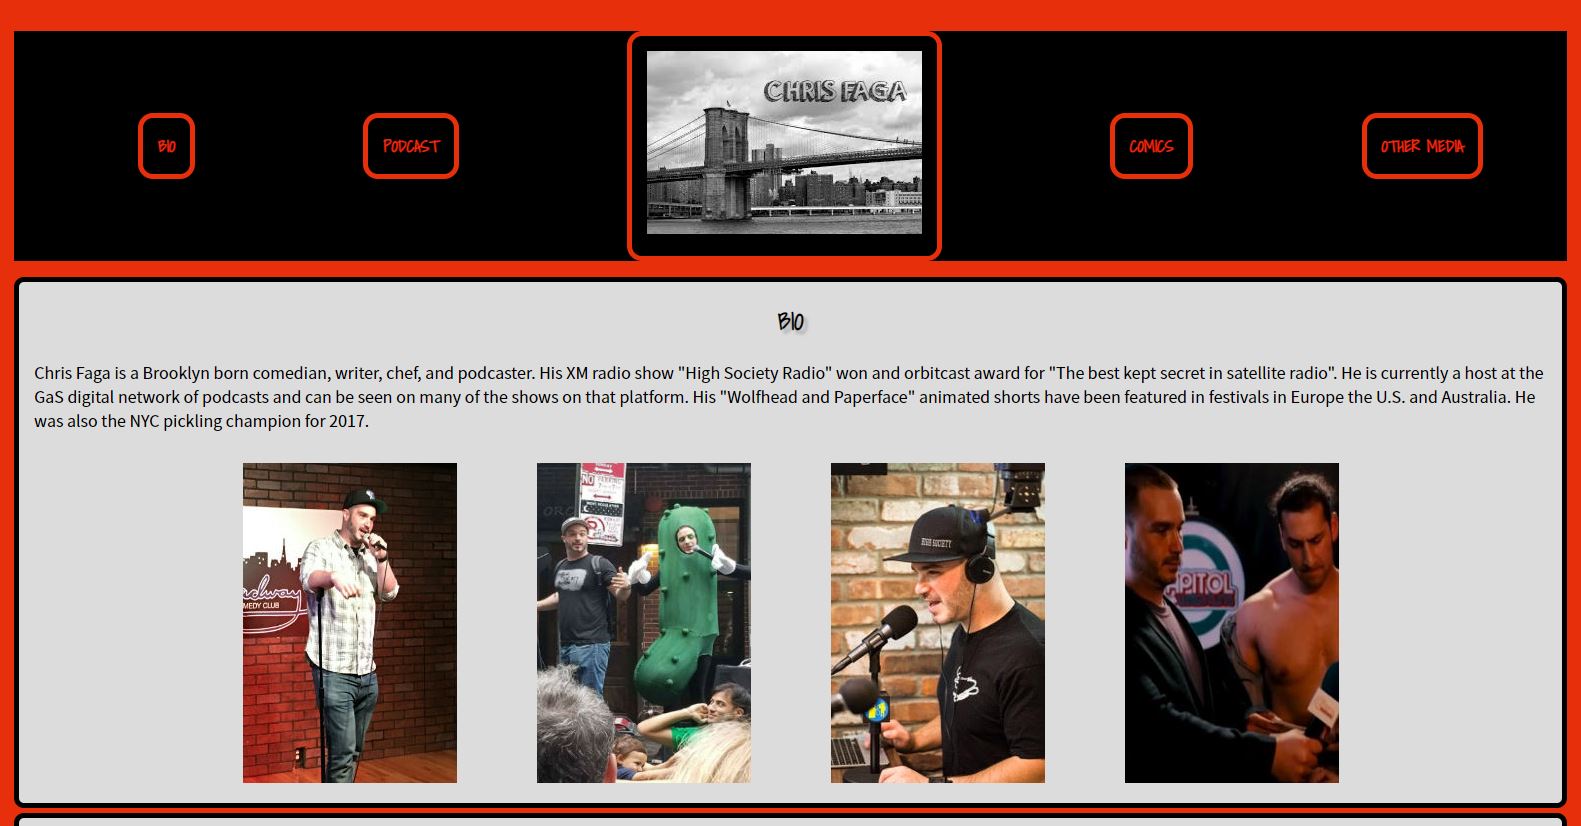 CHRIS FAGA
BIO
PODCAST
COMICS
OTHER MEDIA
BIO
Chris Faga is a Brooklyn born comedian, writer, chef, and podcaster. His XM radio show "High Society Radio" won and orbitcast award for "The best kept secret in satellite radio". He is currently a host at the
GaS digital network of podcasts and can be seen on many of the shows on that platform. His "Wolfhead and Paperface" animated shorts have been featured in festivals in Europe the U.S. and Australia. He
was also the NYC pickling champion for 2017.
adway
MEDY CLUB
SUNDAY
NO PARKING
HIGH SOCIETY
APITOL